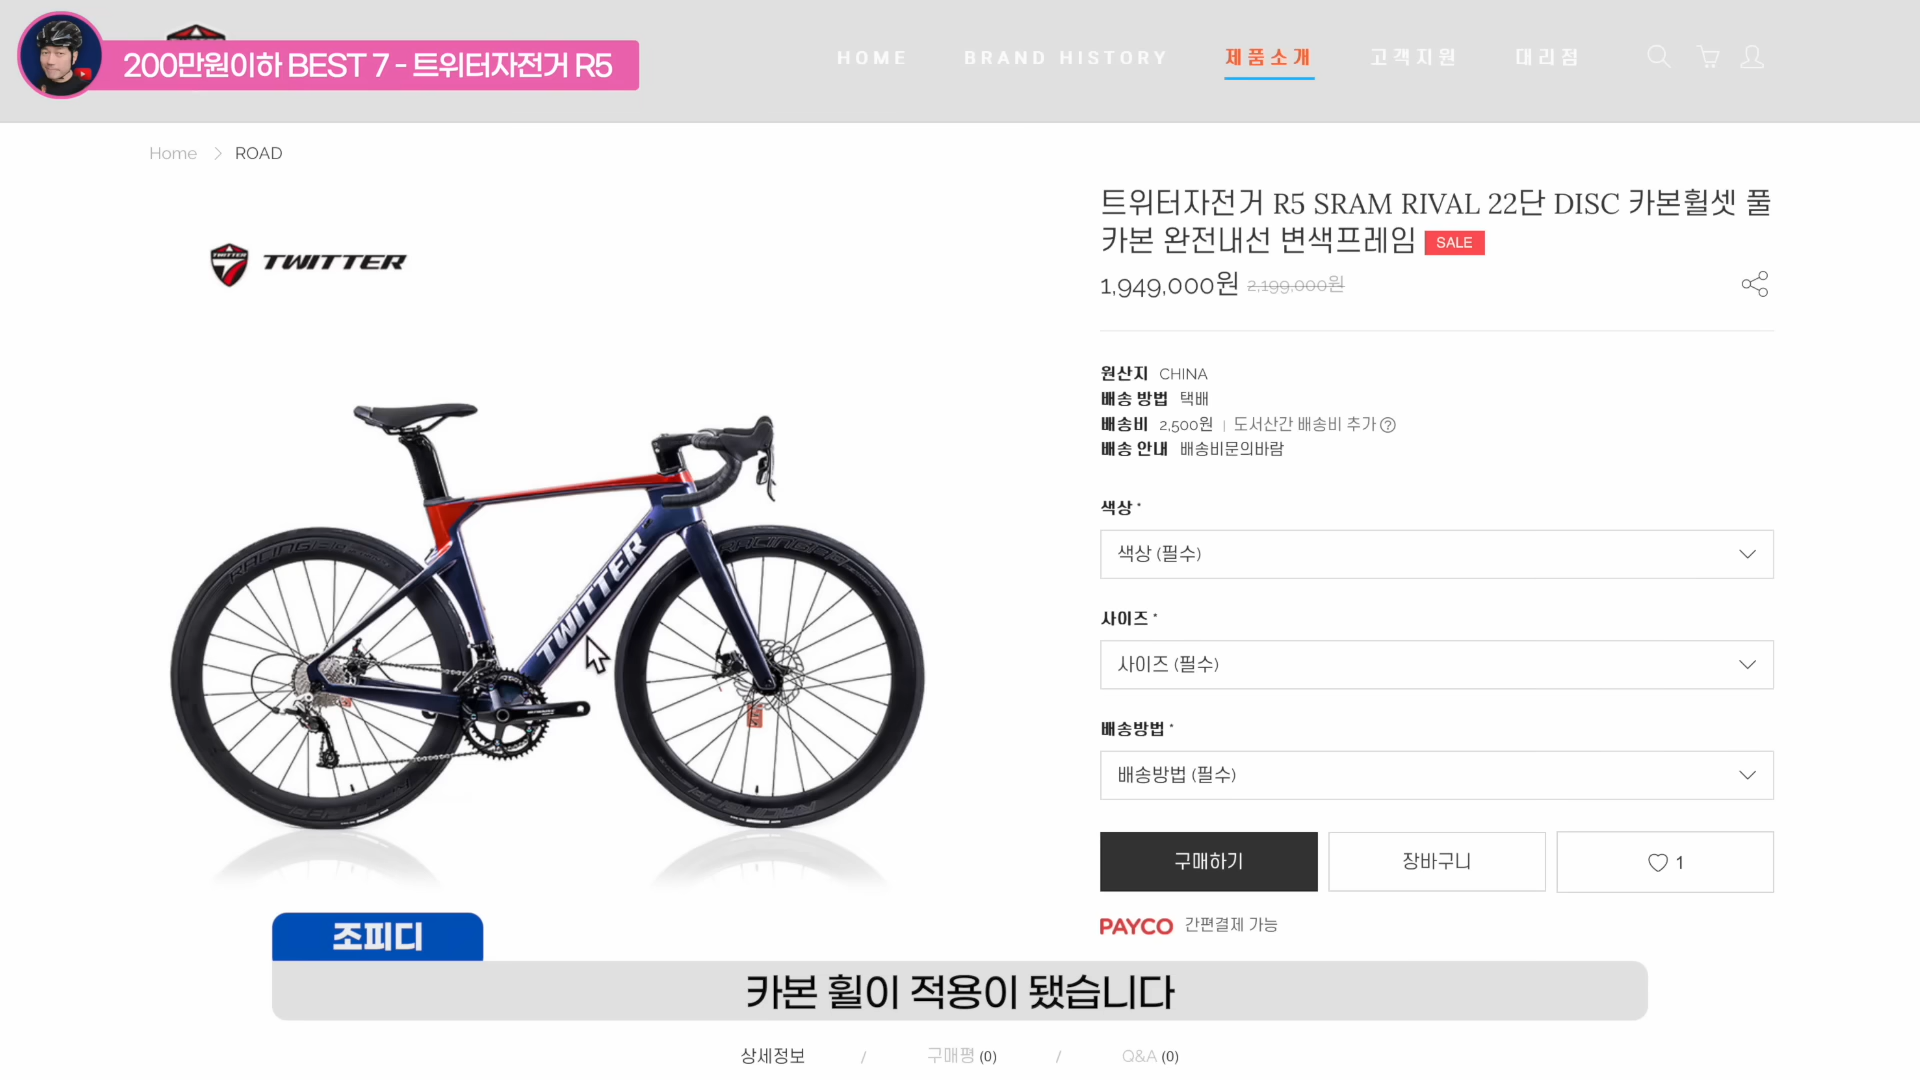 200만원이하 BEST 7 - 트위터자전거 R5
HOME
BRAND HISTORY
제품소개
고객지원
대리점
Home > ROAD
TWITTER
TWITTER
트위터자전거 R5 SRAM RIVAL 22단 DISC 카본휠셋 풀
카본 완전내선 변색프레임 SALE
1,949,000원 2,199,000원
원산지 CHINA
배송 방법 택배
배송비 2,500원 | 도서산간 배송비 추가
배송 안내 배송비문의바람
색상 *
색상 (필수)
사이즈 *
사이즈 (필수)
배송방법 *
배송방법 (필수)
구매하기
장바구니
1
PAYCO 간편결제 가능
TWITTER
조피디
카본 휠이 적용이 됐습니다
상세정보 / 구매평 (0) / Q&A (0)